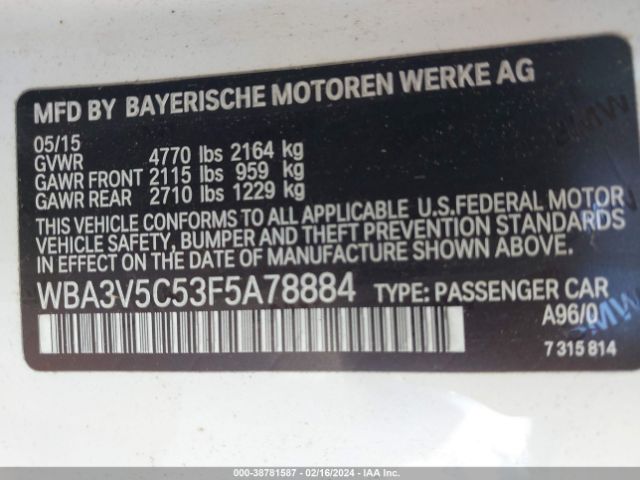 MFD BY BAYERISCHE MOTOREN WERKE AG
05/15
GVWR 4770 lbs 2164 kg
GAWR FRONT 2115 lbs 959 kg
GAWR REAR 2710 lbs 1229 kg
THIS VEHICLE CONFORMS TO ALL APPLICABLE U.S.FEDERAL MOTOR
VEHICLE SAFETY, BUMPER AND THEFT PREVENTION STANDARDS
IN EFFECT ON THE DATE OF MANUFACTURE SHOWN ABOVE.
WBA3V5C53F5A78884 TYPE: PASSENGER CAR
A96/0
7 315 814
000-38781587 - 02/16/2024 - IAA Inc.